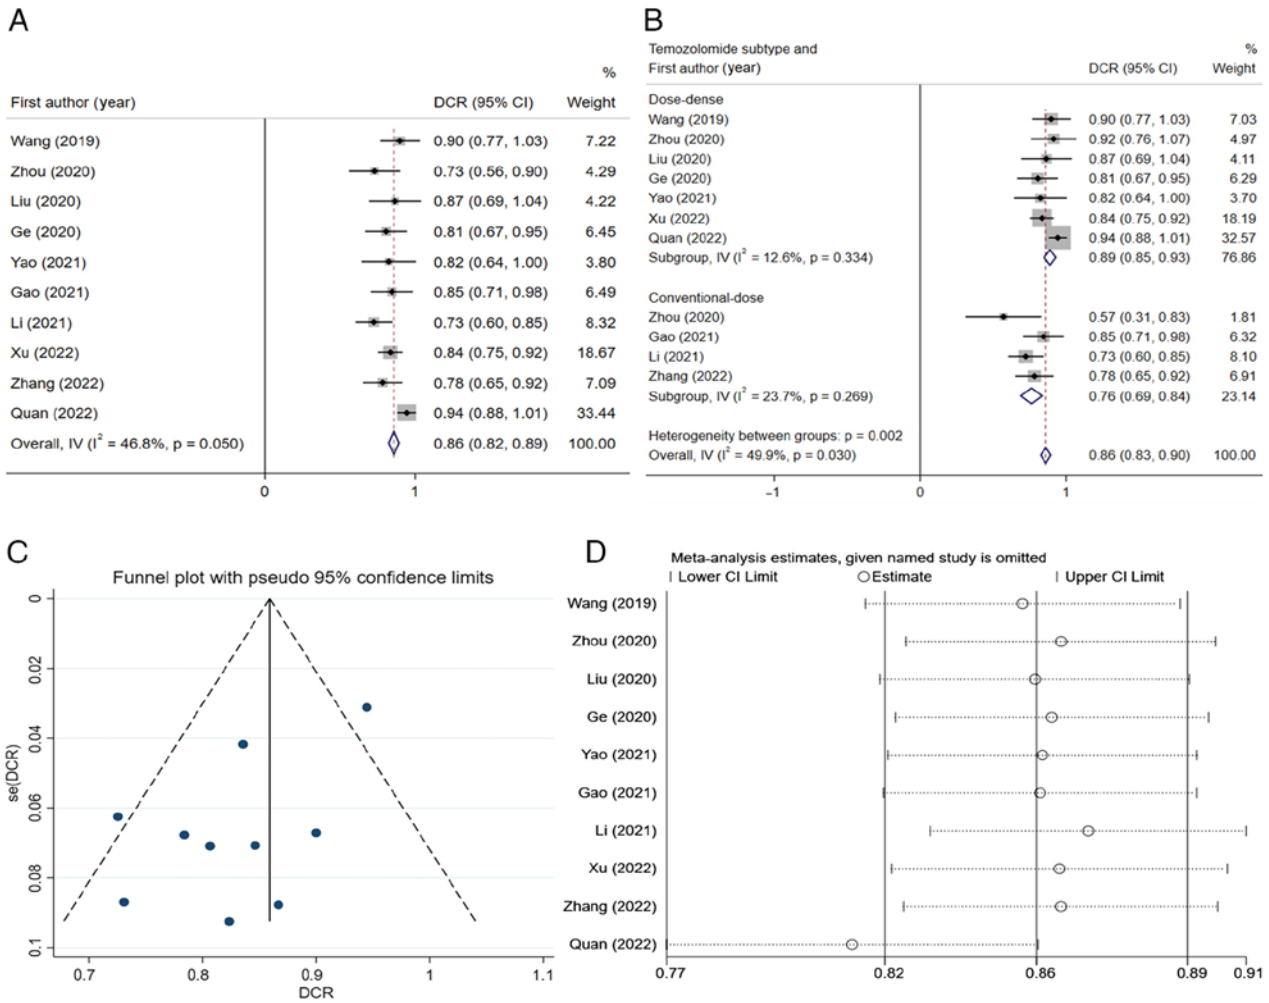 A
%
First author (year) DCR (95% CI) Weight
Wang (2019) 0.90 (0.77, 1.03) 7.22
Zhou (2020) 0.73 (0.56, 0.90) 4.29
Liu (2020) 0.87 (0.69, 1.04) 4.22
Ge (2020) 0.81 (0.67, 0.95) 6.45
Yao (2021) 0.82 (0.64, 1.00) 3.80
Gao (2021) 0.85 (0.71, 0.98) 6.49
Li (2021) 0.73 (0.60, 0.85) 8.32
Xu (2022) 0.84 (0.75, 0.92) 18.67
Zhang (2022) 0.78 (0.65, 0.92) 7.09
Quan (2022) 0.94 (0.88, 1.01) 33.44
Overall, IV (I² = 46.8%, p = 0.050) 0.86 (0.82, 0.89) 100.00
0 1
B
Temozolomide subtype and %
First author (year) DCR (95% CI) Weight
Dose-dense
Wang (2019) 0.90 (0.77, 1.03) 7.03
Zhou (2020) 0.92 (0.76, 1.07) 4.97
Liu (2020) 0.87 (0.69, 1.04) 4.11
Ge (2020) 0.81 (0.67, 0.95) 6.29
Yao (2021) 0.82 (0.64, 1.00) 3.70
Xu (2022) 0.84 (0.75, 0.92) 18.19
Quan (2022) 0.94 (0.88, 1.01) 32.57
Subgroup, IV (I² = 12.6%, p = 0.334) 0.89 (0.85, 0.93) 76.86
Conventional-dose
Zhou (2020) 0.57 (0.31, 0.83) 1.81
Gao (2021) 0.85 (0.71, 0.98) 6.32
Li (2021) 0.73 (0.60, 0.85) 8.10
Zhang (2022) 0.78 (0.65, 0.92) 6.91
Subgroup, IV (I² = 23.7%, p = 0.269) 0.76 (0.69, 0.84) 23.14
Heterogeneity between groups: p = 0.002
Overall, IV (I² = 49.9%, p = 0.030) 0.86 (0.83, 0.90) 100.00
−1 0 1
C
Funnel plot with pseudo 95% confidence limits
se(DCR)
0
0.02
0.04
0.06
0.08
0.1
0.7 0.8 0.9 1 1.1
DCR
D
Meta-analysis estimates, given named study is omitted
| Lower CI Limit ○ Estimate | Upper CI Limit
Wang (2019)
Zhou (2020)
Liu (2020)
Ge (2020)
Yao (2021)
Gao (2021)
Li (2021)
Xu (2022)
Zhang (2022)
Quan (2022)
0.77 0.82 0.86 0.89 0.91